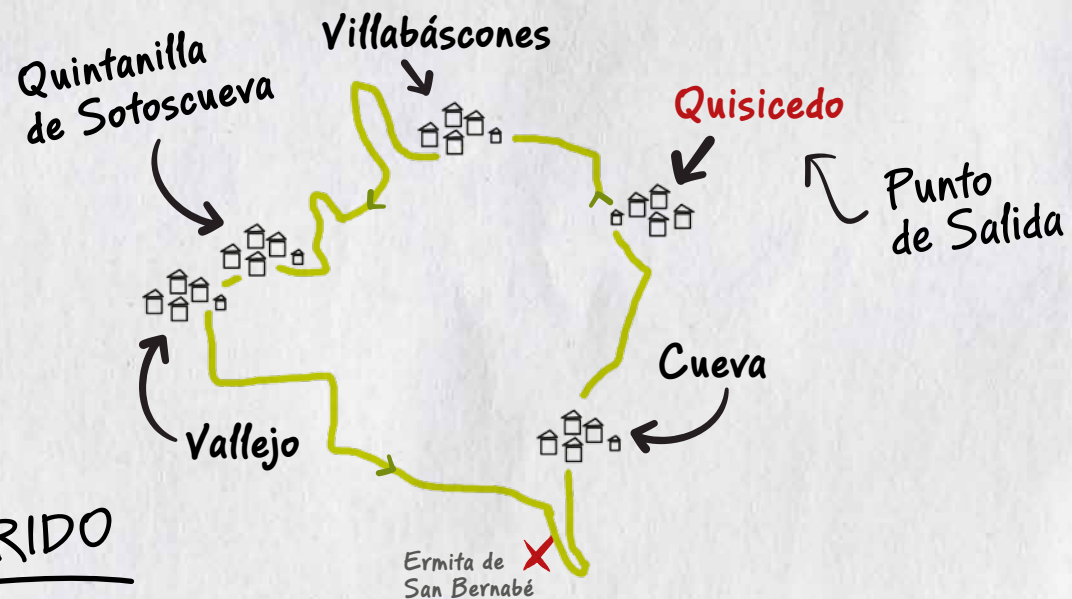 Villabáscones
Quintanilla
de Sotoscueva
Quisicedo
Punto
de Salida
Cueva
Vallejo
RIDO
Ermita de
San Bernabé